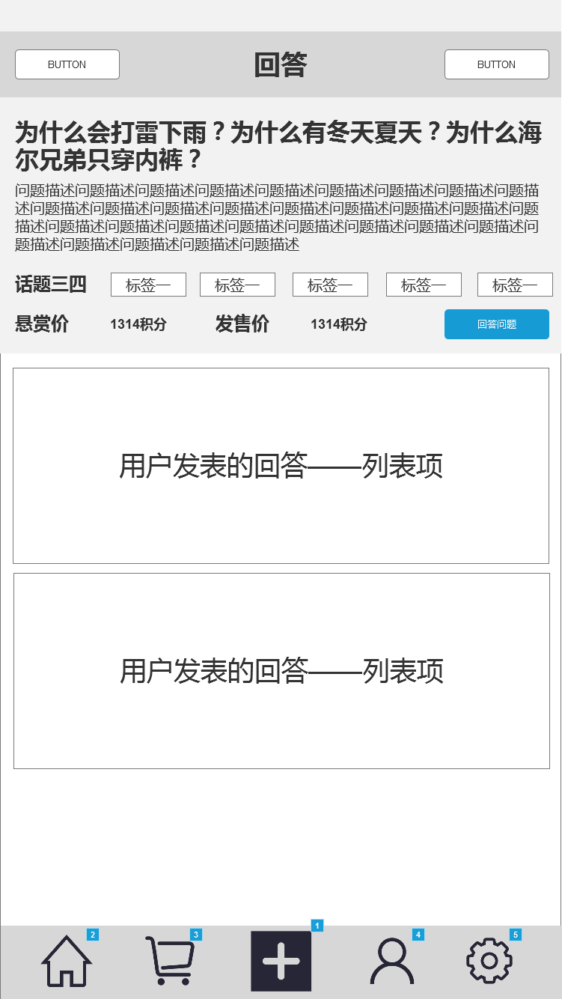 BUTTON 回答 BUTTON
为什么会打雷下雨？为什么有冬天夏天？为什么海
尔兄弟只穿内裤？
问题描述问题描述问题描述问题描述问题描述问题描述问题描述问题描述问题描
述问题描述问题描述问题描述问题描述问题描述问题描述问题描述问题描述问题
描述问题描述问题描述问题描述问题描述问题描述问题描述问题描述问题描述问
题描述问题描述问题描述问题描述问题描述
话题三四 标签一 标签一 标签一 标签一 标签一
悬赏价 1314积分 发售价 1314积分 回答问题
用户发表的回答——列表项
用户发表的回答——列表项
2 3 1 4 5